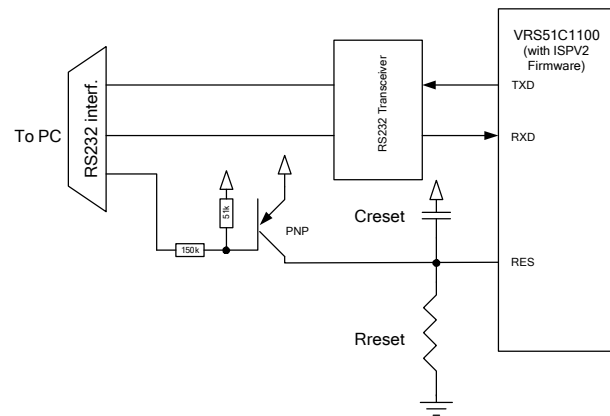 VRS51C1100
(with ISPV2
Firmware)
TXD
RS232 Transceiver
RS232 interf.
To PC
RXD
51k
Creset
PNP
150k
RES
Rreset